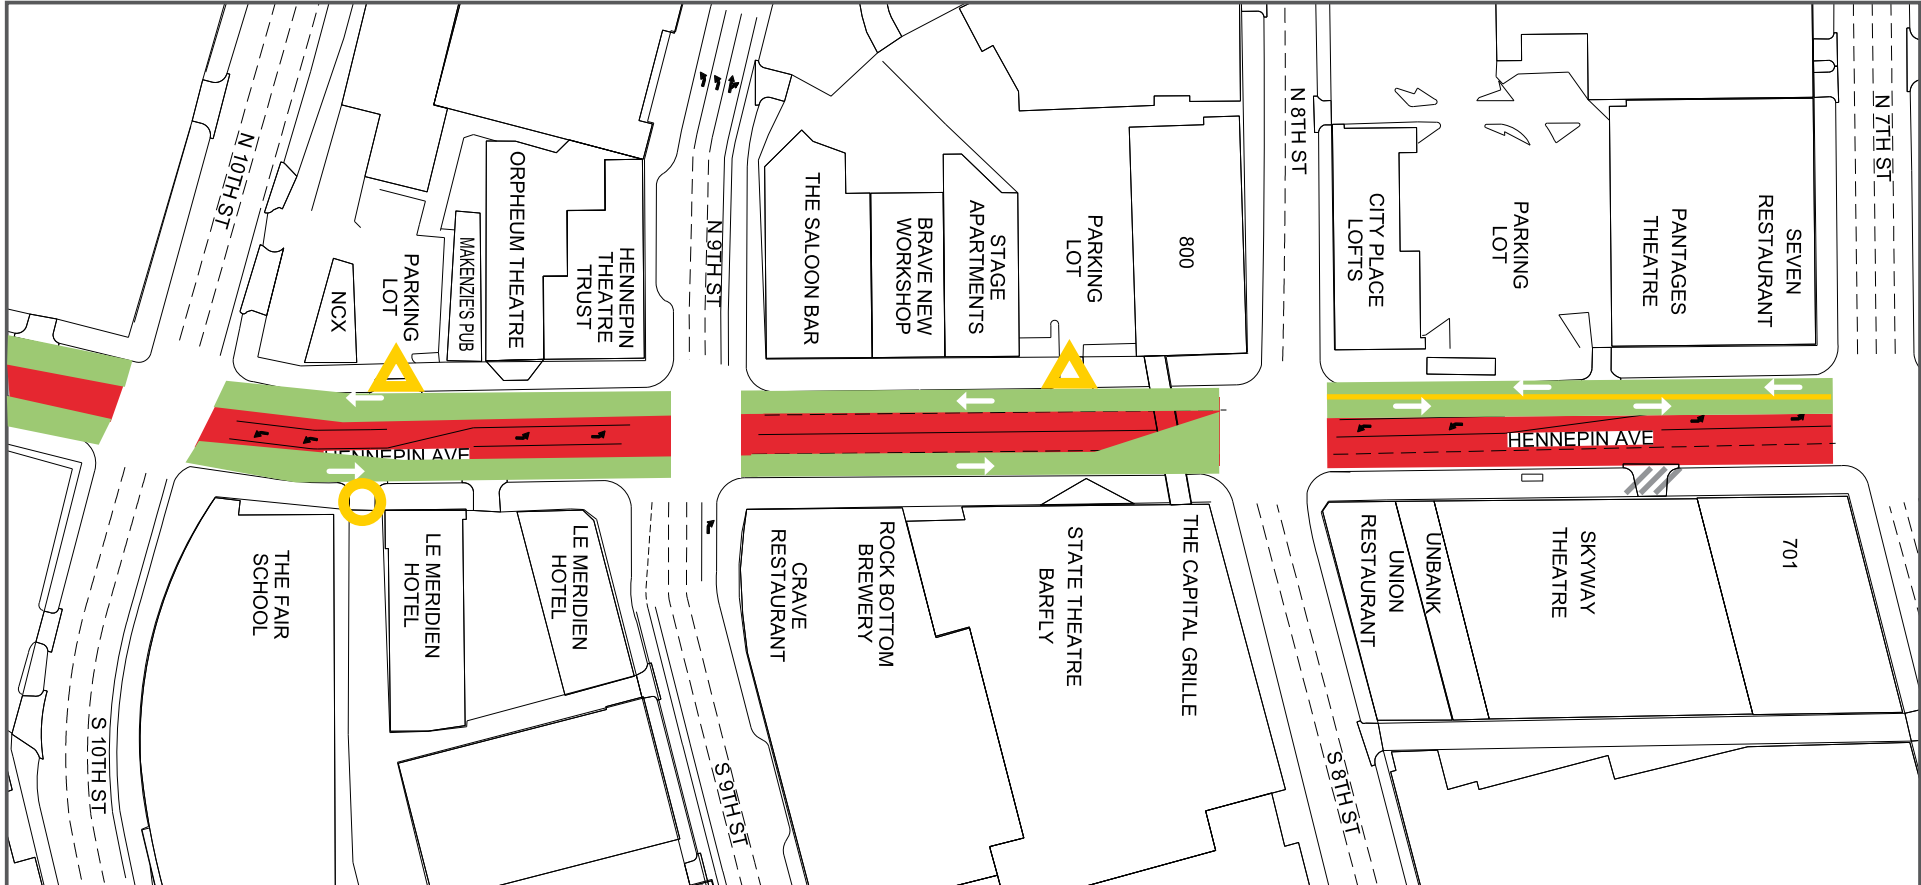 N 10TH ST
NCX
PARKING
LOT
MAKENZIE'S PUB
ORPHEUM THEATRE
HENNEPIN
THEATRE
TRUST
N 9TH ST
THE SALOON BAR
BRAVE NEW
WORKSHOP
STAGE
APARTMENTS
PARKING
LOT
800
N 8TH ST
CITY PLACE
LOFTS
PARKING
LOT
PANTAGES
THEATRE
SEVEN
RESTAURANT
N 7TH ST
HENNEPIN AVE
HENNEPIN AVE
S 10TH ST
THE FAIR
SCHOOL
LE MERIDIEN
HOTEL
LE MERIDIEN
HOTEL
S 9TH ST
CRAVE
RESTAURANT
ROCK BOTTOM
BREWERY
STATE THEATRE
BARFLY
THE CAPITAL GRILLE
S 8TH ST
UNION
RESTAURANT
UNBANK
SKYWAY
THEATRE
701